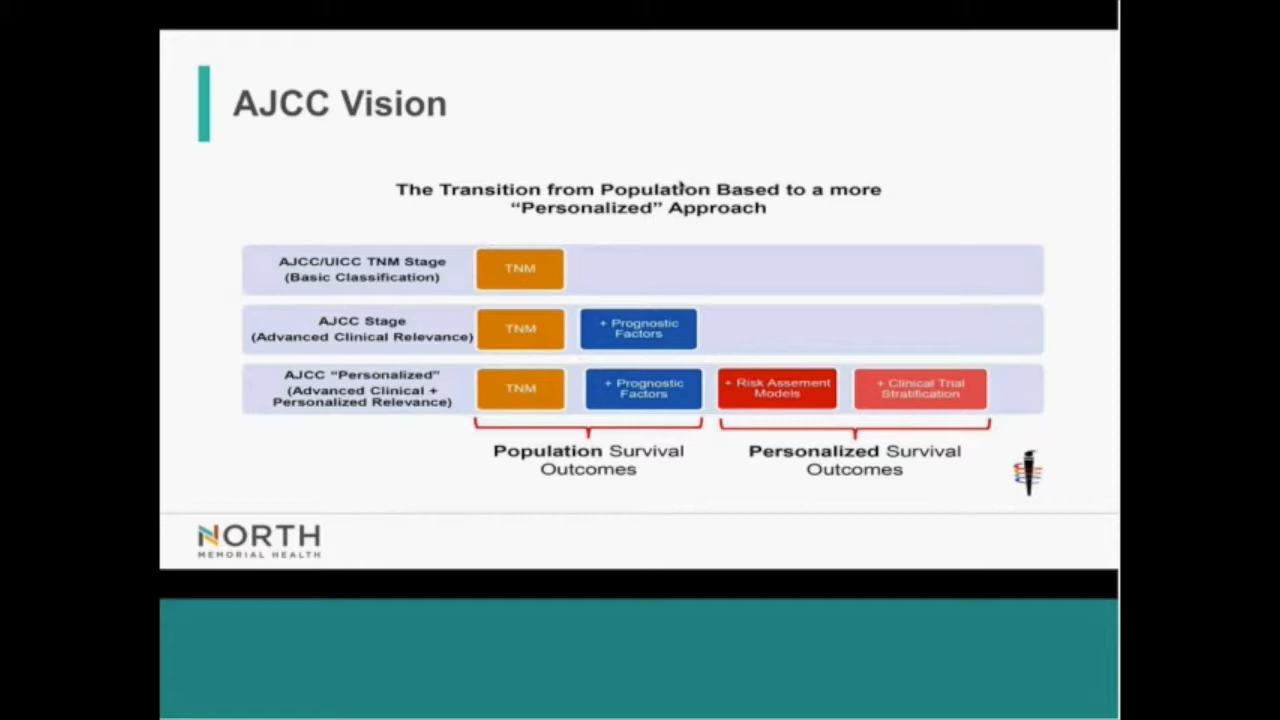 AJCC Vision
The Transition from Population Based to a more
“Personalized” Approach
AJCC/UICC TNM Stage
(Basic Classification)
TNM
AJCC Stage
(Advanced Clinical Relevance)
TNM
+ Prognostic
Factors
AJCC “Personalized”
(Advanced Clinical +
Personalized Relevance)
TNM
+ Prognostic
Factors
+ Risk Assement
Models
+ Clinical Trial
Stratification
Population Survival
Outcomes
Personalized Survival
Outcomes
NORTH
MEMORIAL HEALTH